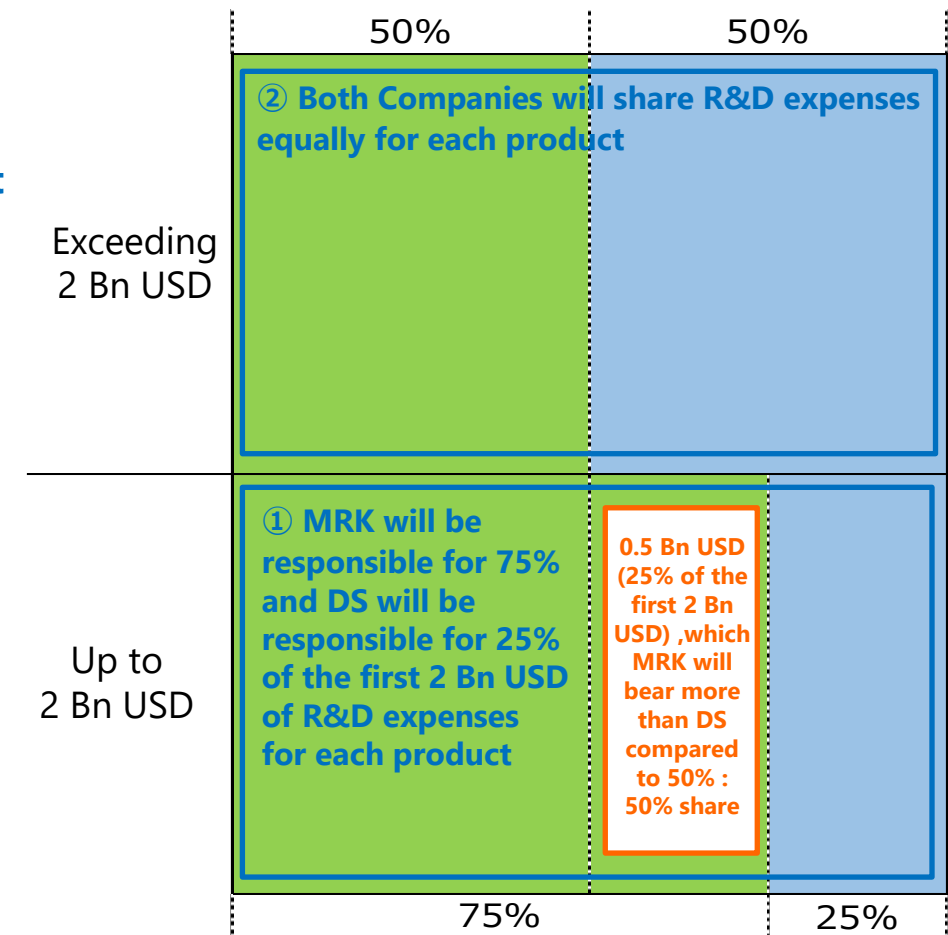 50%
50%
② Both Companies will share R&D expenses
equally for each product
:
Exceeding
2 Bn USD
① MRK will be
responsible for 75%
and DS will be
responsible for 25%
of the first 2 Bn USD
of R&D expenses
for each product
0.5 Bn USD
(25% of the
first 2 Bn
USD) ,which
MRK will
bear more
than DS
compared
to 50% :
50% share
Up to
2 Bn USD
75%
25%